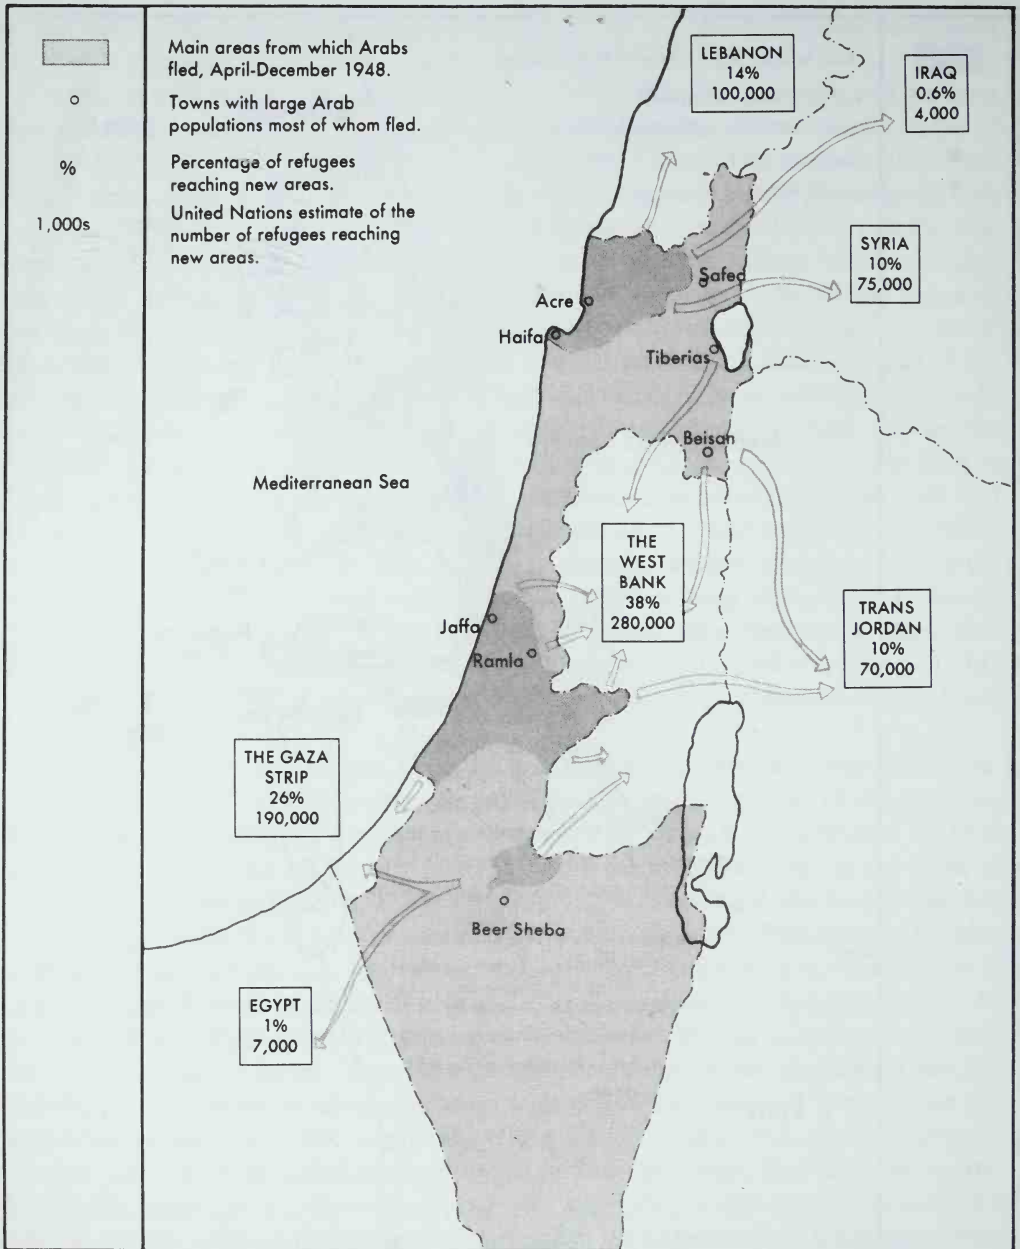 Main areas from which Arabs
fled, April-December 1948.
Towns with large Arab
populations most of whom fled.
%
Percentage of refugees
reaching new areas.
1,000s
United Nations estimate of the
number of refugees reaching
new areas.
LEBANON
14%
100,000
IRAQ
0.6%
4,000
SYRIA
10%
75,000
Safed
Acre
Haifa
Tiberias
Beisan
Mediterranean Sea
THE
WEST
BANK
38%
280,000
TRANS
JORDAN
10%
70,000
Jaffa
Ramla
THE GAZA
STRIP
26%
190,000
Beer Sheba
EGYPT
1%
7,000